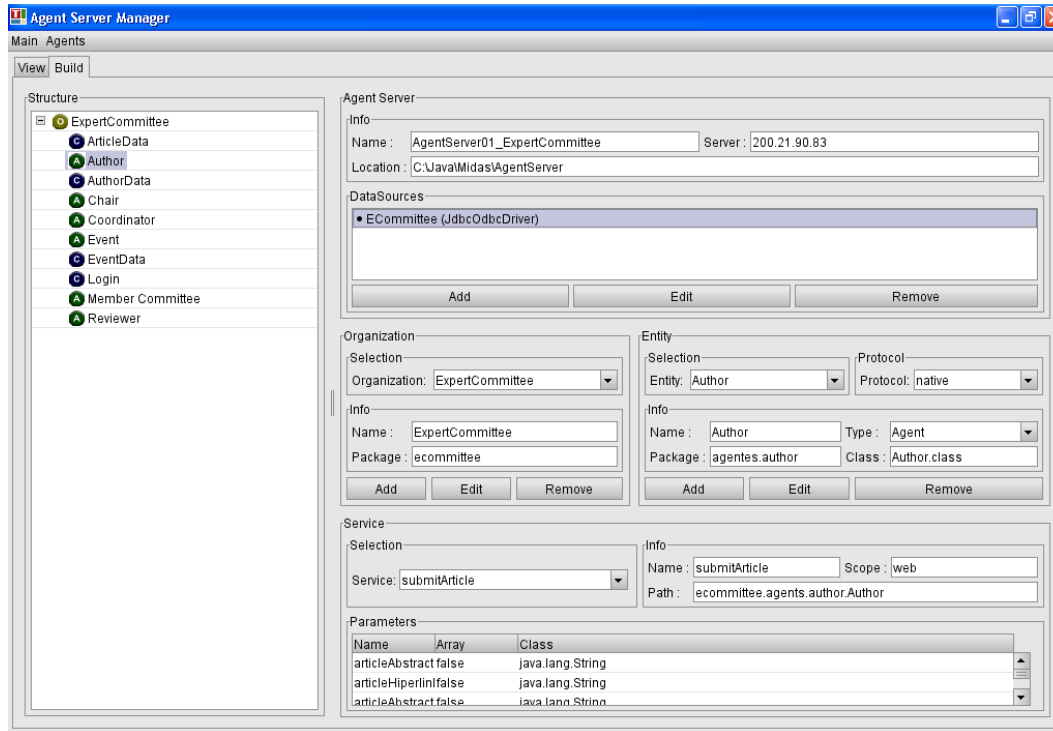 Agent Server Manager
Main Agents
View Build
Structure
ExpertCommittee
ArticleData
Author
AuthorData
Chair
Coordinator
Event
EventData
Login
Member Committee
Reviewer
Agent Server
Info
Name : AgentServer01_ExpertCommittee Server : 200.21.90.83
Location : C:\Java\Midas\AgentServer
DataSources
• ECommittee (JdbcOdbcDriver)
Add Edit Remove
Organization
Selection
Organization: ExpertCommittee
Info
Name : ExpertCommittee
Package : ecommittee
Add Edit Remove
Entity
Selection
Entity: Author
Protocol
Protocol: native
Info
Name : Author Type : Agent
Package : agentes.author Class : Author.class
Add Edit Remove
Service
Selection
Service: submitArticle
Info
Name : submitArticle Scope : web
Path : ecommittee.agents.author.Author
Parameters
Name Array Class
articleAbstract false java.lang.String
articleHiperlinl false java.lang.String
articleAbstract false java.lang.String